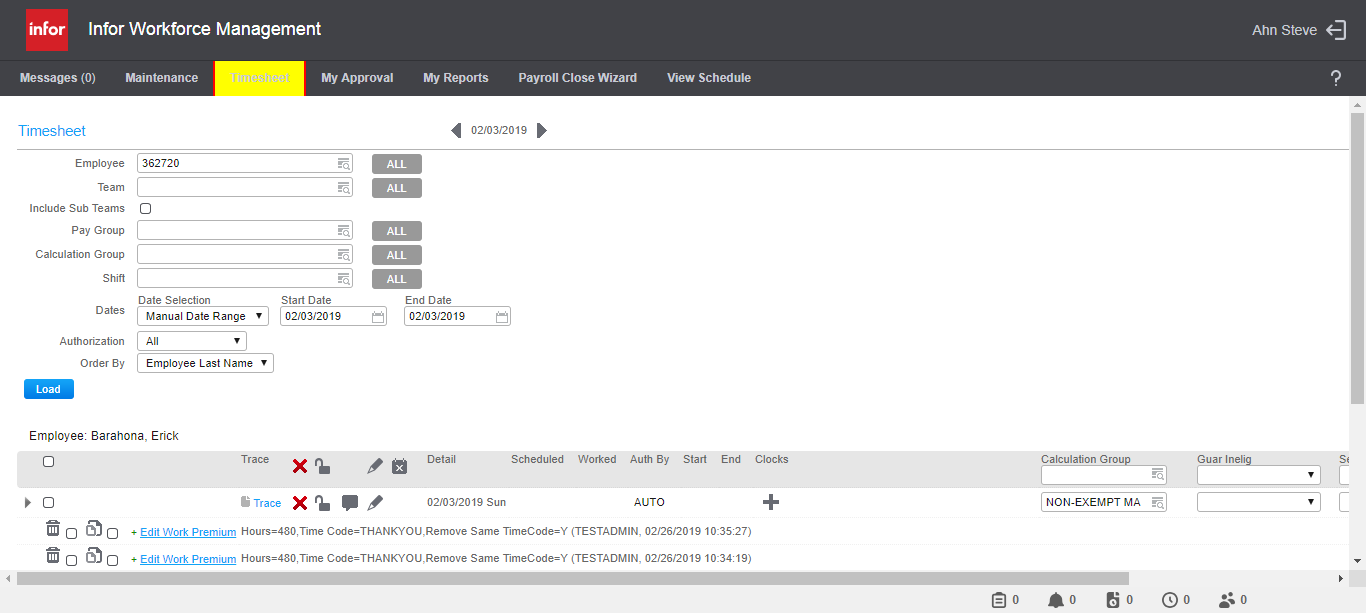 infor Infor Workforce Management Ahn Steve
Messages (0) Maintenance Timesheet My Approval My Reports Payroll Close Wizard View Schedule ?
Timesheet 02/03/2019
Employee 362720 ALL
Team ALL
Include Sub Teams
Pay Group ALL
Calculation Group ALL
Shift ALL
Date Selection Start Date End Date
Dates Manual Date Range 02/03/2019 02/03/2019
Authorization All
Order By Employee Last Name
Load
Employee: Barahona, Erick
Trace Detail Scheduled Worked Auth By Start End Clocks Calculation Group Guar Inelig Se
Trace 02/03/2019 Sun AUTO NON-EXEMPT MA
+ Edit Work Premium Hours=480,Time Code=THANKYOU,Remove Same TimeCode=Y (TESTADMIN, 02/26/2019 10:35:27)
+ Edit Work Premium Hours=480,Time Code=THANKYOU,Remove Same TimeCode=Y (TESTADMIN, 02/26/2019 10:34:19)
0 0 0 0 0